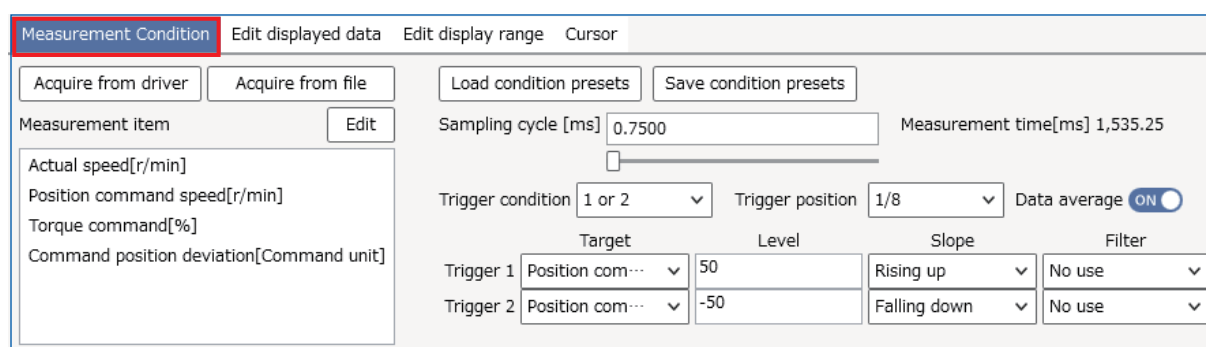 Measurement Condition Edit displayed data Edit display range Cursor
Acquire from driver Acquire from file Load condition presets Save condition presets
Measurement item Edit Sampling cycle [ms] 0.7500 Measurement time[ms] 1,535.25
Actual speed[r/min]
Position command speed[r/min]
Torque command[%]
Command position deviation[Command unit]
Trigger condition 1 or 2 Trigger position 1/8 Data average ON
Target Level Slope Filter
Trigger 1 Position com··· 50 Rising up No use
Trigger 2 Position com··· -50 Falling down No use